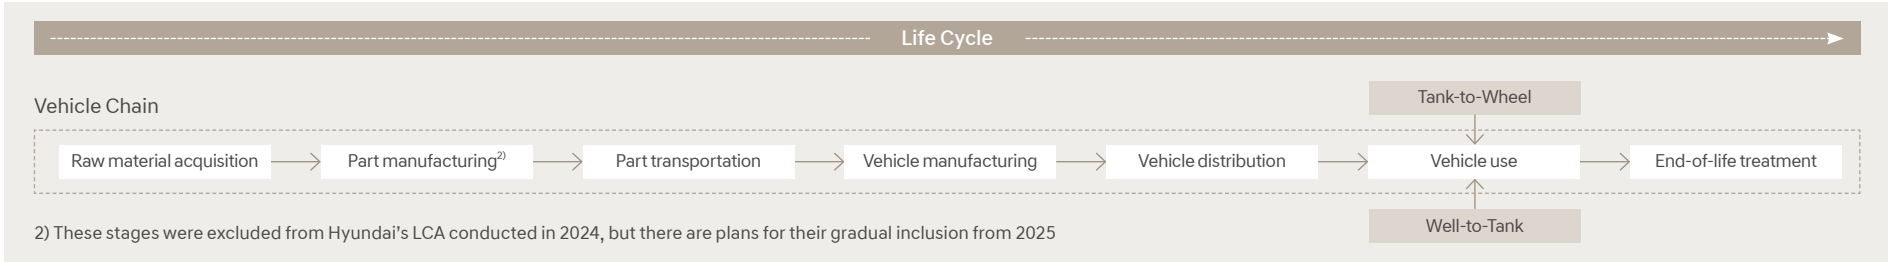 Life Cycle
Vehicle Chain
Tank-to-Wheel
Raw material acquisition
Part manufacturing2)
Part transportation
Vehicle manufacturing
Vehicle distribution
Vehicle use
End-of-life treatment
Well-to-Tank
2) These stages were excluded from Hyundai’s LCA conducted in 2024, but there are plans for their gradual inclusion from 2025